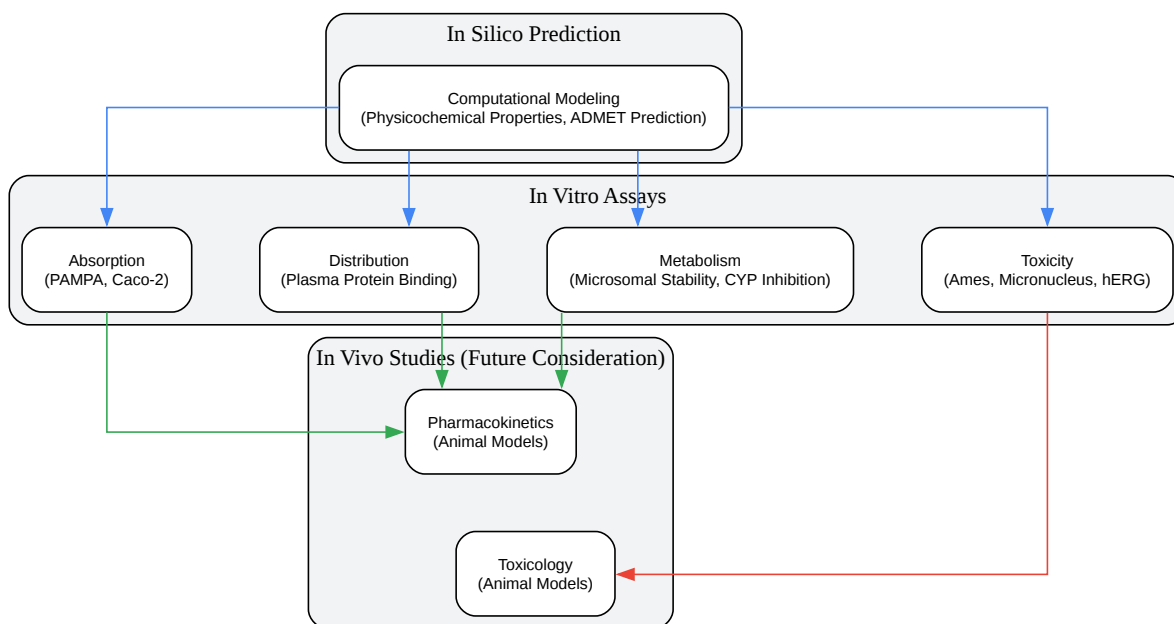 In Silico Prediction
Computational Modeling
(Physicochemical Properties, ADMET Prediction)
In Vitro Assays
Absorption
(PAMPA, Caco-2)
Distribution
(Plasma Protein Binding)
Metabolism
(Microsomal Stability, CYP Inhibition)
Toxicity
(Ames, Micronucleus, hERG)
In Vivo Studies (Future Consideration)
Pharmacokinetics
(Animal Models)
Toxicology
(Animal Models)